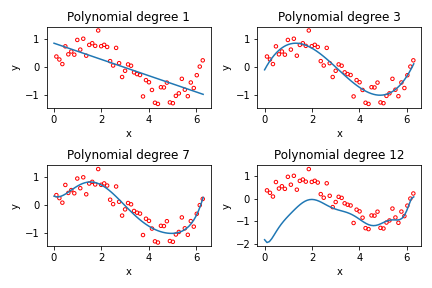 Polynomial degree 1
1
0
−1
y
0 2 4 6
x
Polynomial degree 3
1
0
−1
y
0 2 4 6
x
Polynomial degree 7
1
0
−1
y
0 2 4 6
x
Polynomial degree 12
1
0
−1
−2
y
0 2 4 6
x